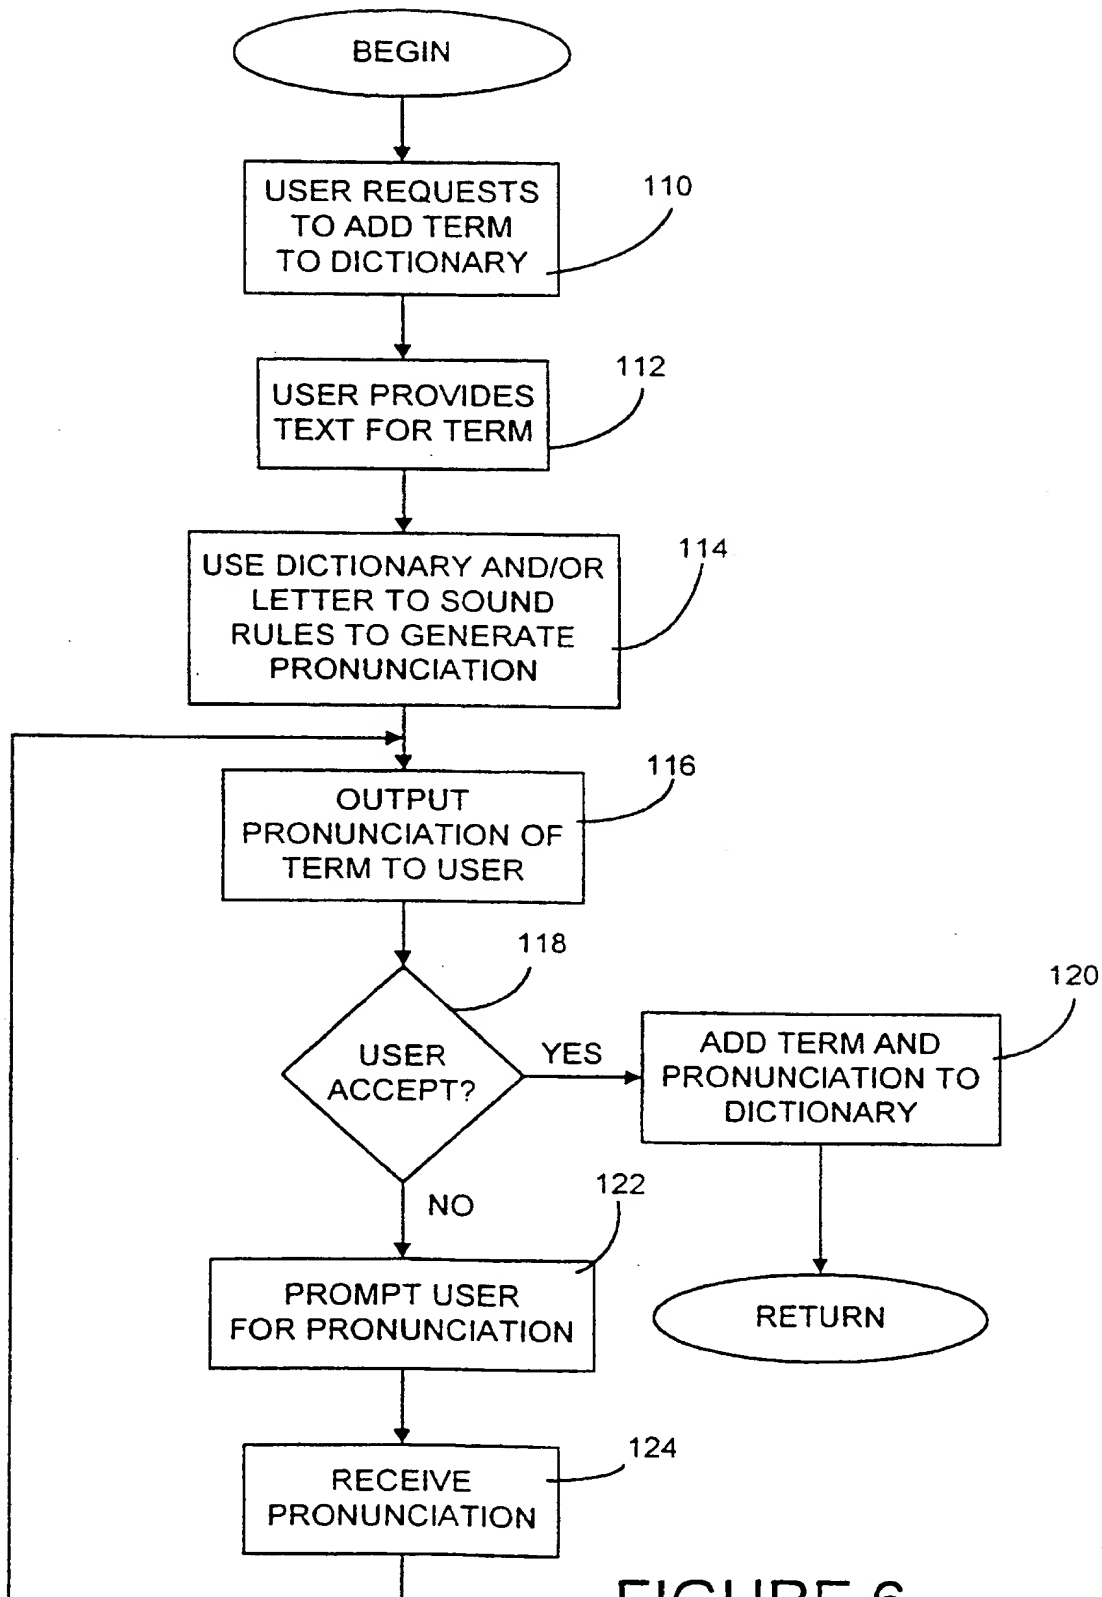 BEGIN
USER REQUESTS
TO ADD TERM
TO DICTIONARY
110
USER PROVIDES
TEXT FOR TERM
112
USE DICTIONARY AND/OR
LETTER TO SOUND
RULES TO GENERATE
PRONUNCIATION
114
OUTPUT
PRONUNCIATION OF
TERM TO USER
116
USER
ACCEPT?
118
YES
ADD TERM AND
PRONUNCIATION TO
DICTIONARY
120
RETURN
NO
PROMPT USER
FOR PRONUNCIATION
122
RECEIVE
PRONUNCIATION
124
FIGURE 6